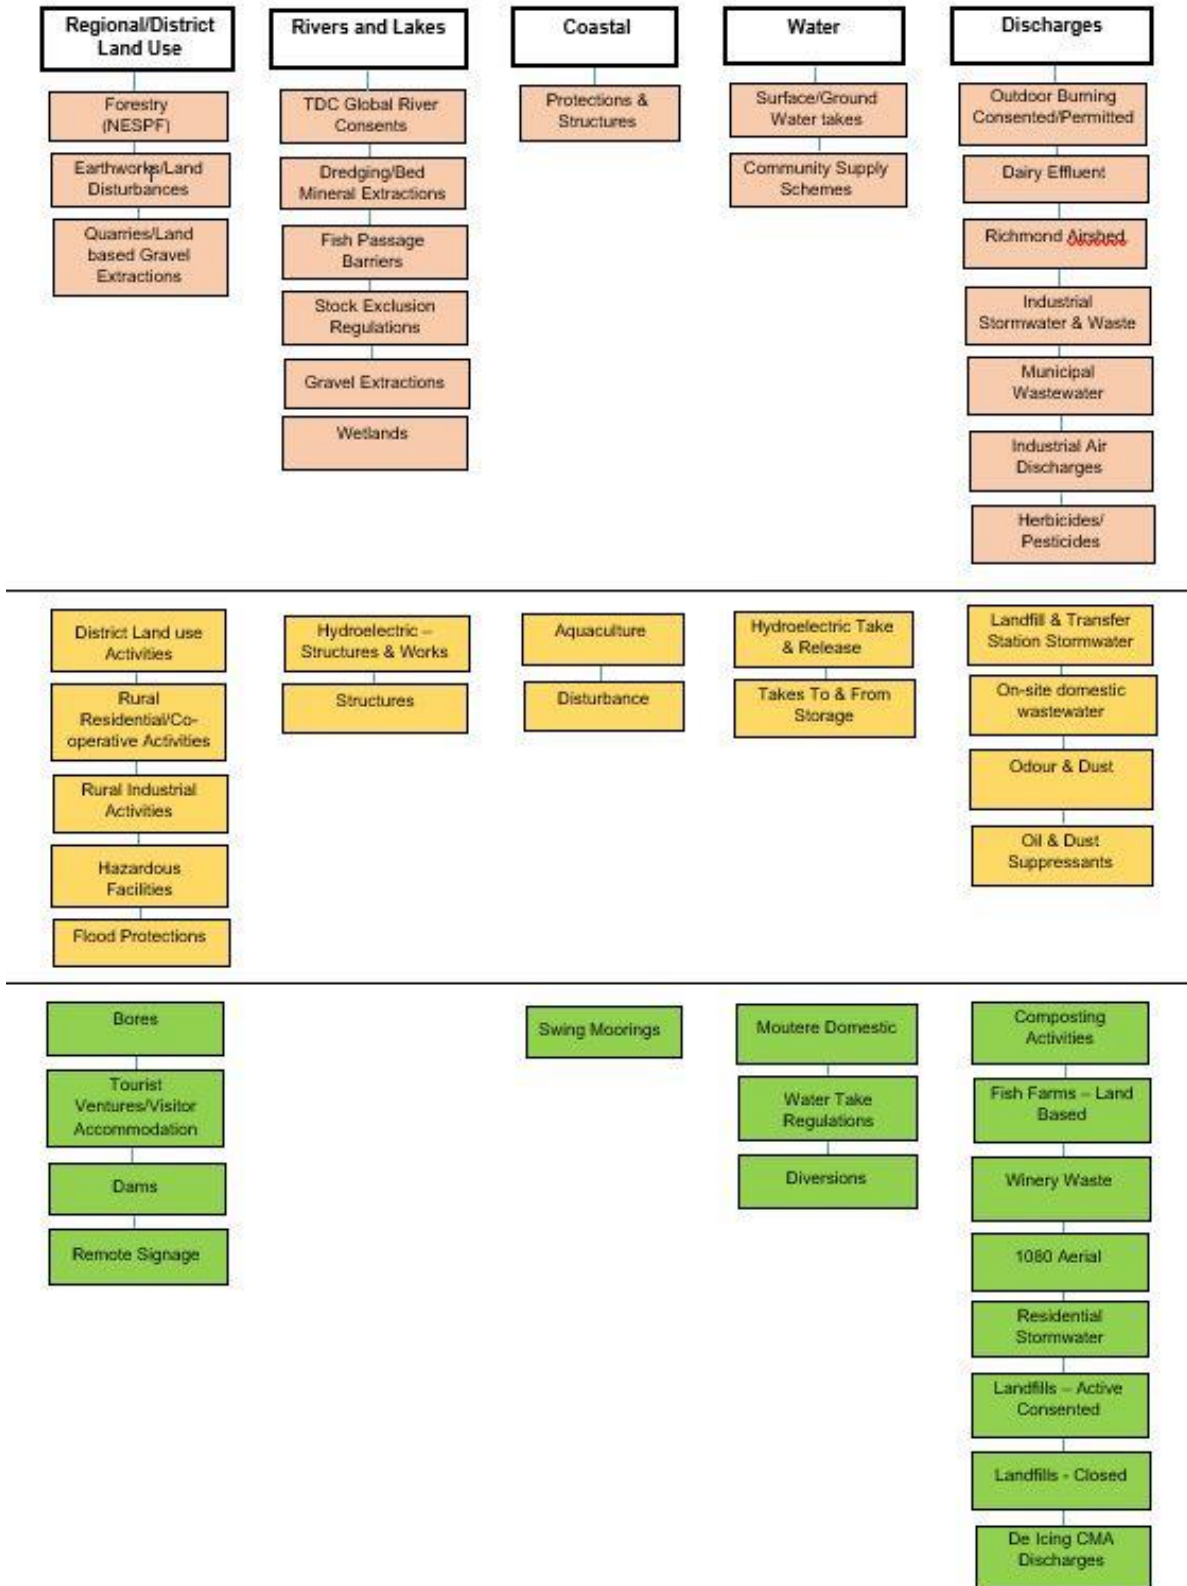 Regional/District
Land Use
Rivers and Lakes
Coastal
Water
Discharges
Forestry
(NESPF)
Earthworks/Land
Disturbances
Quarries/Land
based Gravel
Extractions
TDC Global River
Consents
Dredging/Bed
Mineral Extractions
Fish Passage
Barriers
Stock Exclusion
Regulations
Gravel Extractions
Wetlands
Protections &
Structures
Surface/Ground
Water takes
Community Supply
Schemes
Outdoor Burning
Consented/Permitted
Dairy Effluent
Richmond Airshed
Industrial
Stormwater & Waste
Municipal
Wastewater
Industrial Air
Discharges
Herbicides/
Pesticides
District Land use
Activities
Rural
Residential/Co-
operative Activities
Rural Industrial
Activities
Hazardous
Facilities
Flood Protections
Hydroelectric –
Structures & Works
Structures
Aquaculture
Disturbance
Hydroelectric Take
& Release
Takes To & From
Storage
Landfill & Transfer
Station Stormwater
On-site domestic
wastewater
Odour & Dust
Oil & Dust
Suppressants
Bores
Tourist
Ventures/Visitor
Accommodation
Dams
Remote Signage
Swing Moorings
Moutere Domestic
Water Take
Regulations
Diversions
Composting
Activities
Fish Farms – Land
Based
Winery Waste
1080 Aerial
Residential
Stormwater
Landfills – Active
Consented
Landfills - Closed
De Icing CMA
Discharges